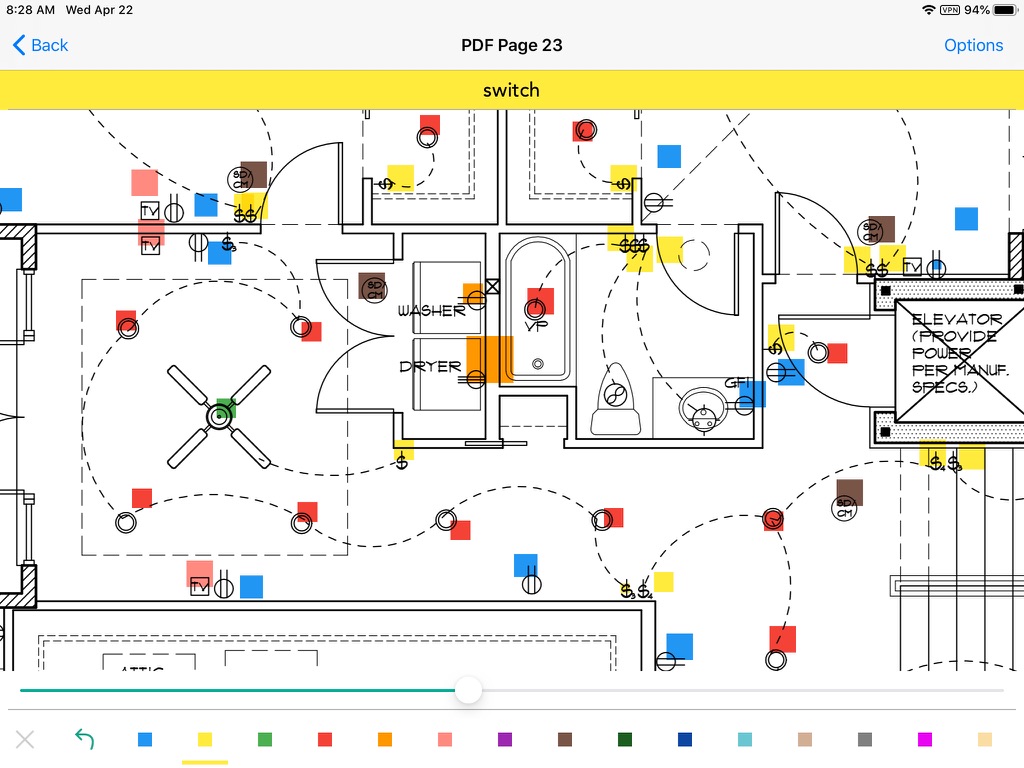 8:28 AM Wed Apr 22
VPN 94%
Back
PDF Page 23
Options
switch
SD/
CM
$
$
TV
$$
SD/
CM
TV
$3
$$$
$$
TV
SD/
CM
WASHER
VP
ELEVATOR
(PROVIDE
POWER
PER MANUF.
SPECS.)
$
DRYER
GFI
$
$4 $3
SD/
CM
TV
$3 $4